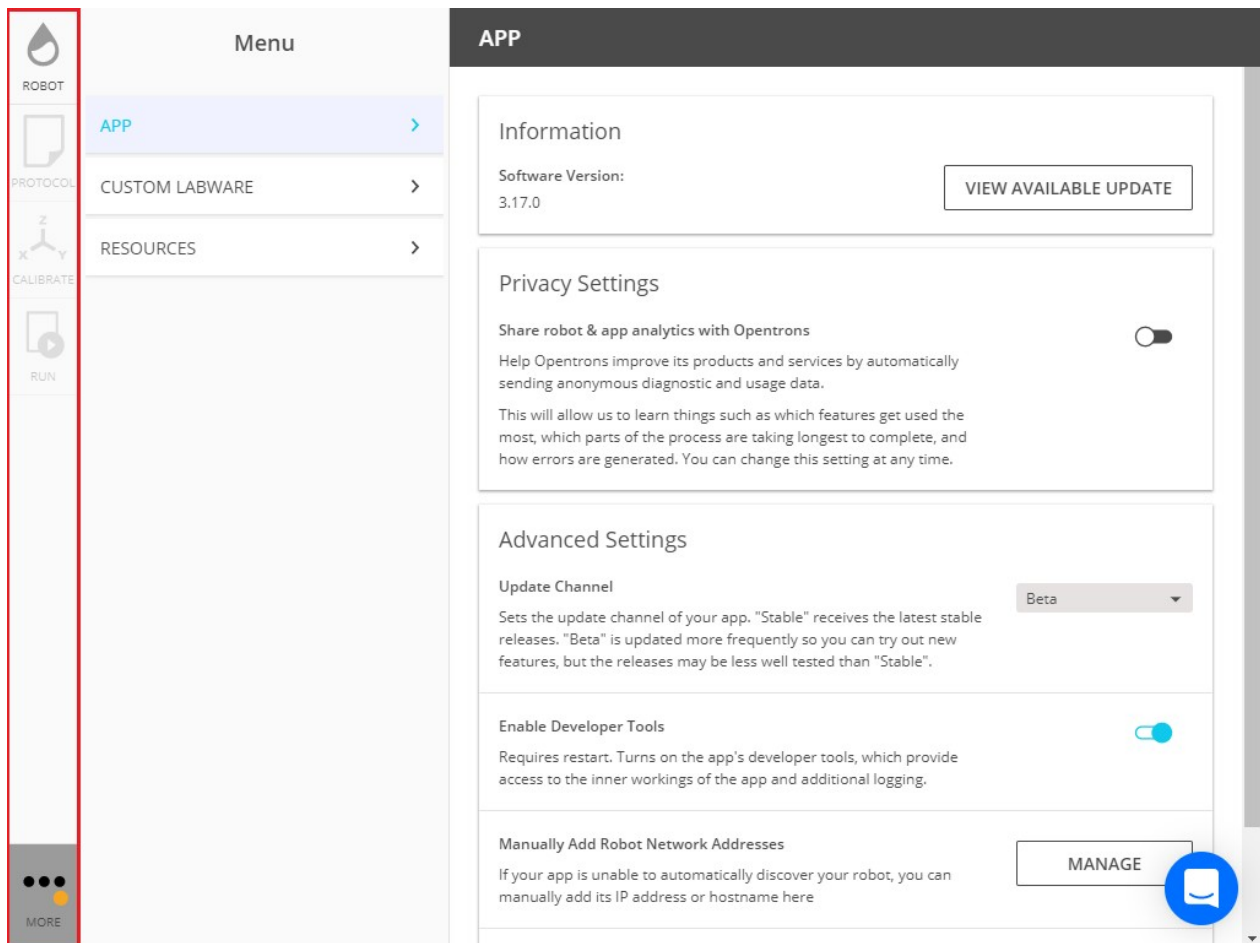 ROBOT
PROTOCOL
Z
X Y
CALIBRATE
RUN
MORE
Menu
APP
CUSTOM LABWARE
RESOURCES
APP
Information
Software Version:
3.17.0
VIEW AVAILABLE UPDATE
Privacy Settings
Share robot & app analytics with Opentrons
Help Opentrons improve its products and services by automatically
sending anonymous diagnostic and usage data.
This will allow us to learn things such as which features get used the
most, which parts of the process are taking longest to complete, and
how errors are generated. You can change this setting at any time.
Advanced Settings
Update Channel
Beta
Sets the update channel of your app. "Stable" receives the latest stable
releases. "Beta" is updated more frequently so you can try out new
features, but the releases may be less well tested than "Stable".
Enable Developer Tools
Requires restart. Turns on the app's developer tools, which provide
access to the inner workings of the app and additional logging.
Manually Add Robot Network Addresses
MANAGE
If your app is unable to automatically discover your robot, you can
manually add its IP address or hostname here